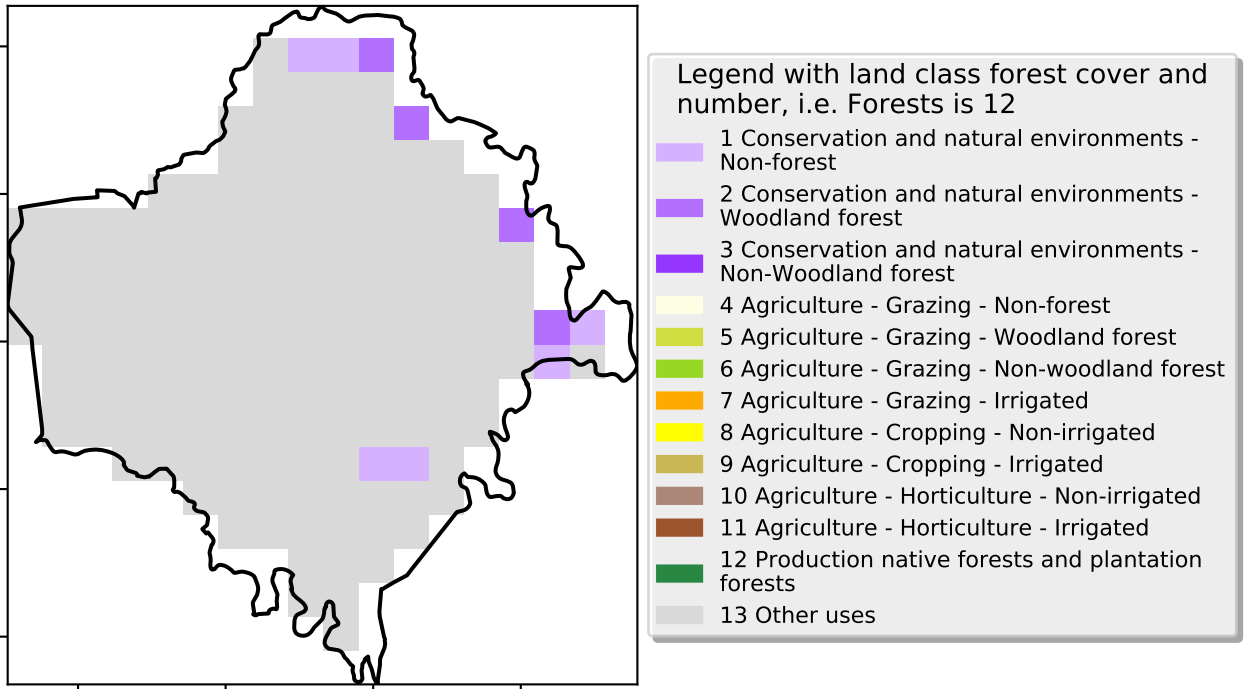 Legend with land class forest cover and
number, i.e. Forests is 12
1 Conservation and natural environments -
Non-forest
2 Conservation and natural environments -
Woodland forest
3 Conservation and natural environments -
Non-Woodland forest
4 Agriculture - Grazing - Non-forest
5 Agriculture - Grazing - Woodland forest
6 Agriculture - Grazing - Non-woodland forest
7 Agriculture - Grazing - Irrigated
8 Agriculture - Cropping - Non-irrigated
9 Agriculture - Cropping - Irrigated
10 Agriculture - Horticulture - Non-irrigated
11 Agriculture - Horticulture - Irrigated
12 Production native forests and plantation
forests
13 Other uses